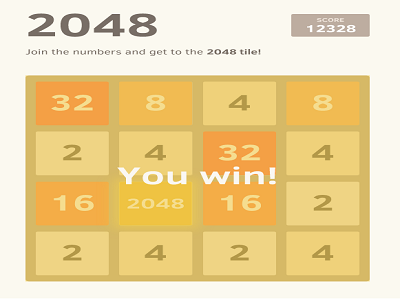 2048
SCORE
12328
Join the numbers and get to the 2048 tile!
32 8 4 8
2 4 32 4
You win!
16 2048 16 2
2 4 2 4